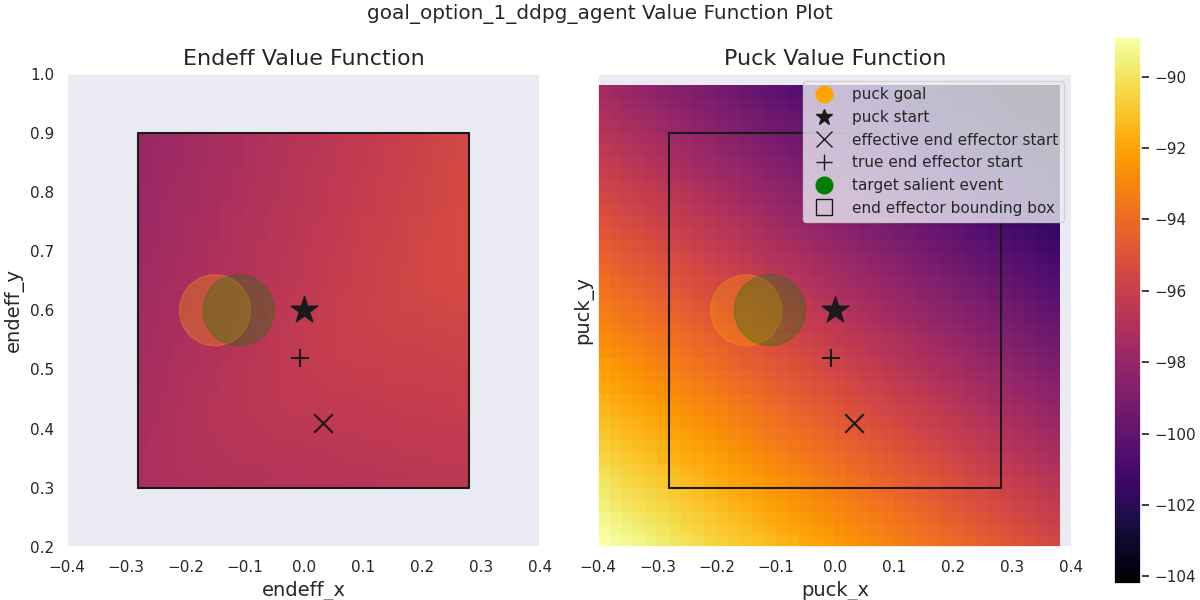 goal_option_1_ddpg_agent Value Function Plot
Endeff Value Function
1.0
0.9
0.8
0.7
0.6
0.5
0.4
0.3
0.2
endeff_y
−0.4 −0.3 −0.2 −0.1 0.0 0.1 0.2 0.3 0.4
endeff_x
Puck Value Function
puck goal
puck start
effective end effector start
true end effector start
target salient event
end effector bounding box
puck_y
−0.4 −0.3 −0.2 −0.1 0.0 0.1 0.2 0.3 0.4
puck_x
−90
−92
−94
−96
−98
−100
−102
−104